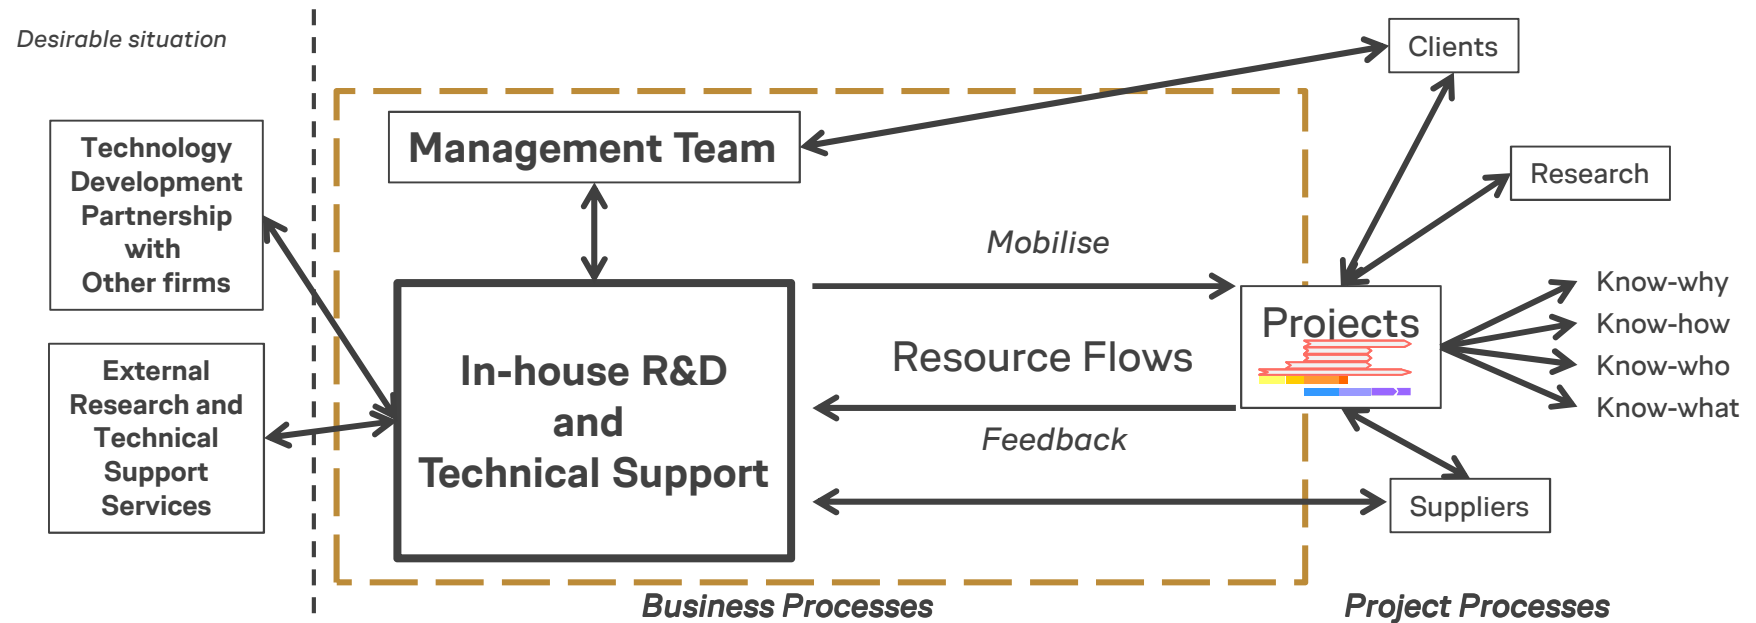 Desirable situation
Technology
Development
Partnership
with
Other firms
External
Research and
Technical
Support
Services
Management Team
In-house R&D
and
Technical Support
Mobilise
Resource Flows
Feedback
Business Processes
Clients
Research
Projects
Know-why
Know-how
Know-who
Know-what
Suppliers
Project Processes